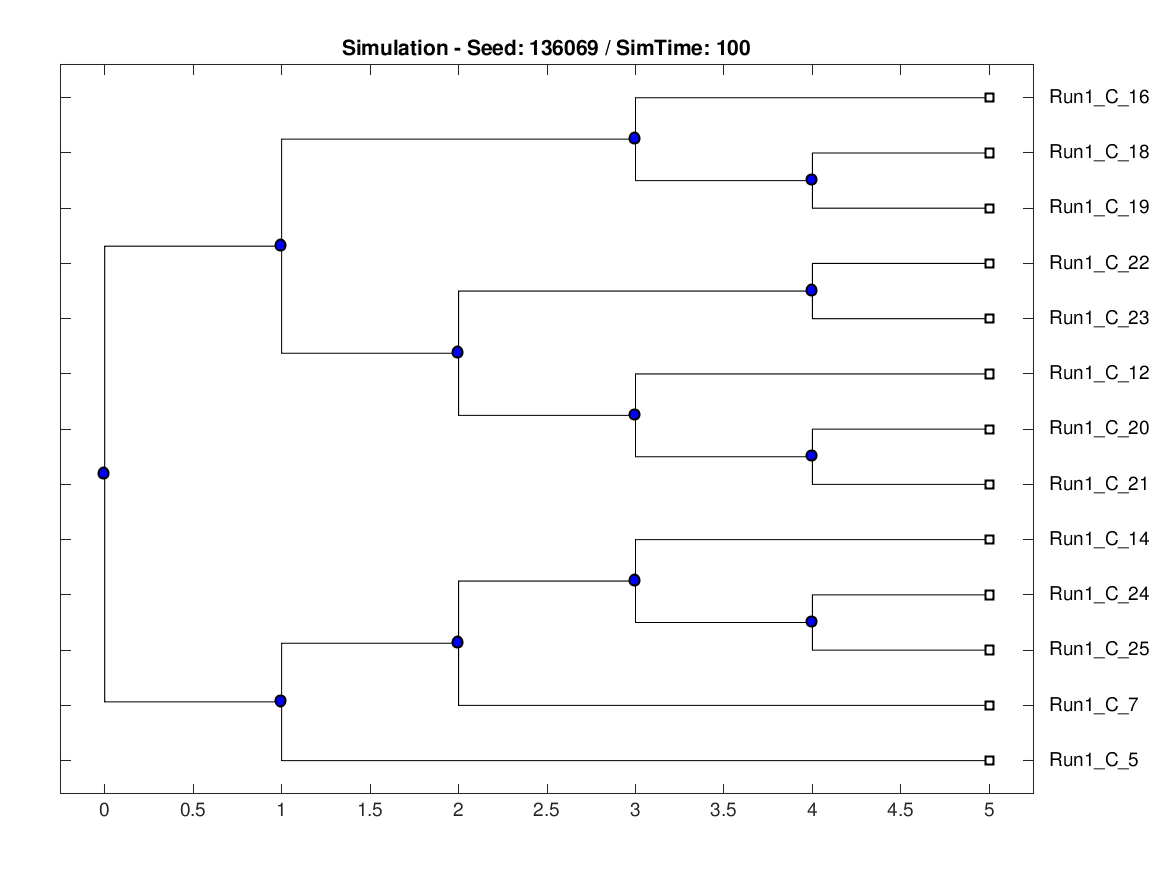 Simulation - Seed: 136069 / SimTime: 100
Run1_C_16
Run1_C_18
Run1_C_19
Run1_C_22
Run1_C_23
Run1_C_12
Run1_C_20
Run1_C_21
Run1_C_14
Run1_C_24
Run1_C_25
Run1_C_7
Run1_C_5
0 0.5 1 1.5 2 2.5 3 3.5 4 4.5 5